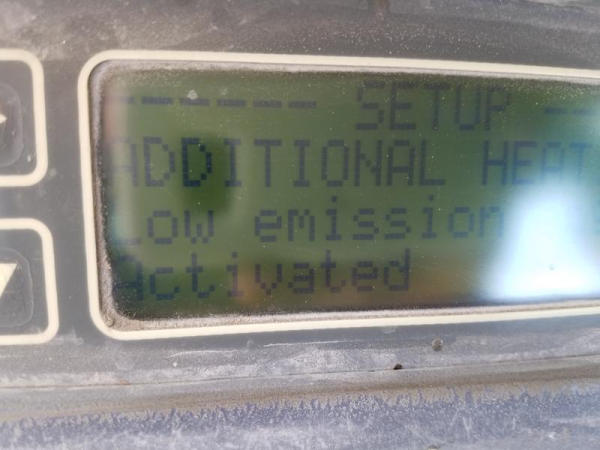 ------- SETUP --
ADDITIONAL HEAT
Low emission
Activated